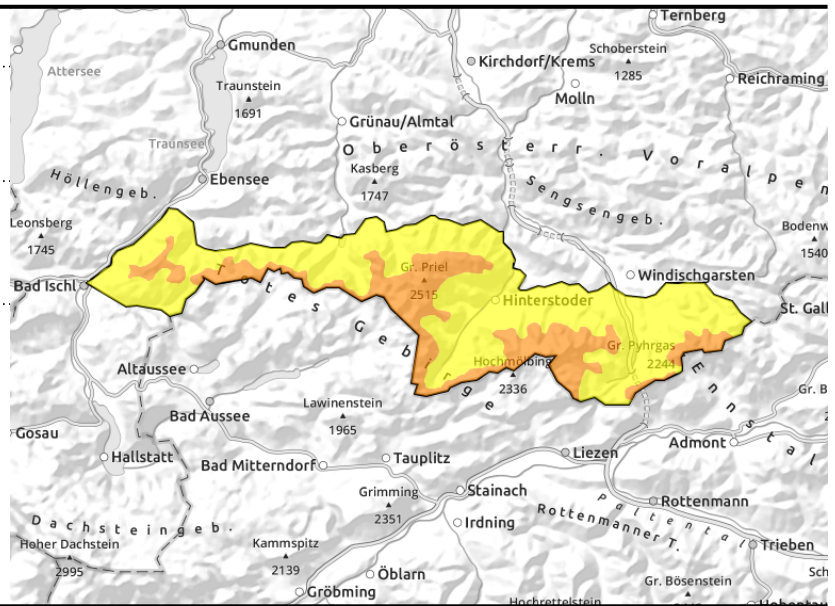 Ternberg
Gmunden
Attersee
Kirchdorf/Krems
Schoberstein
1285
Reichraming
Traunstein
1691
Molln
Grünau/Almtal
Traunsee
Oberösterr. Voralpen
Höllengeb.
Ebensee
Kasberg
1747
Sengsengeb.
Leonsberg
1745
Bodenw
1540
Bad Ischl
Gr. Priel
2515
Windischgarsten
Hinterstoder
St. Gall
Totes Gebirge
Gr. Pyhrgas
2244
Altaussee
Hochmölbing
2336
Ennstal
Gr. B
Lawinenstein
1965
Bad Aussee
Gosau
Hallstatt
Bad Mitterndorf
Tauplitz
Liezen
Admont
Grimming
2351
Stainach
Rottenmann
Paltental
Rottenmanner T.
Dachsteingeb.
Irdning
Hoher Dachstein
2995
Kammspitz
2139
Trieben
Öblarn
Gr. Bösenstein
Sch
Gröbming
Hochrettelstein